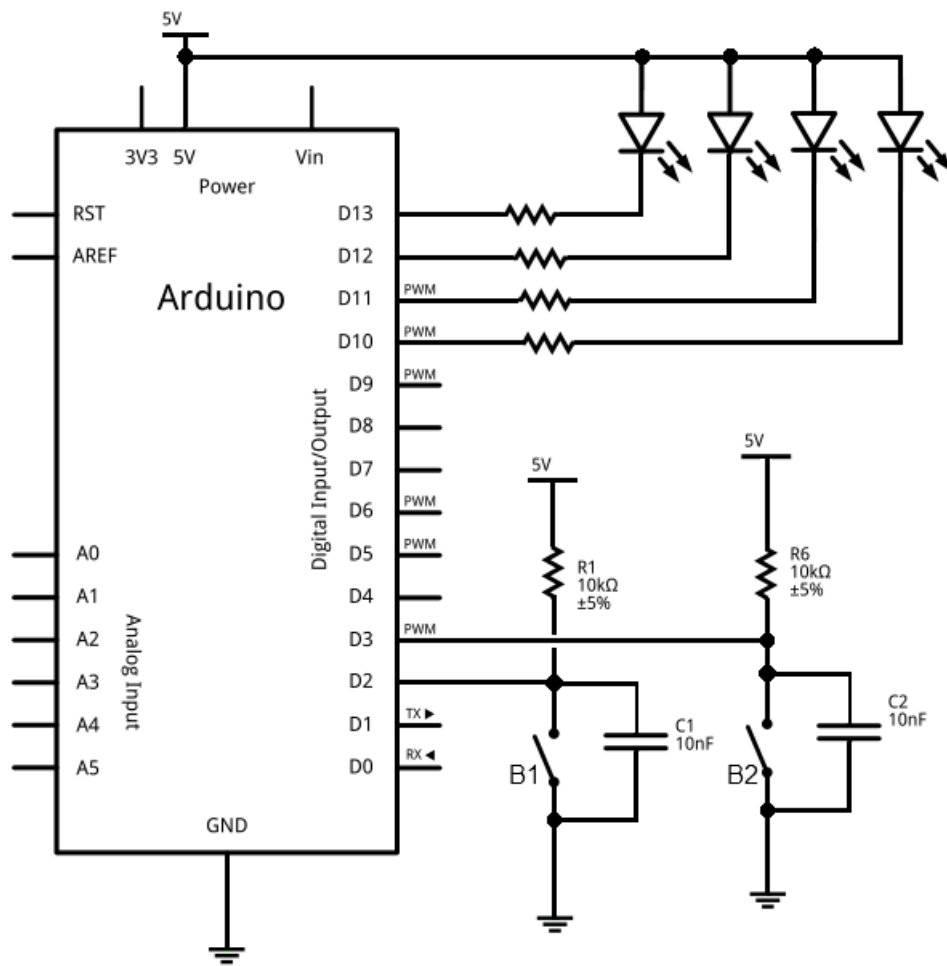 5V
3V3 5V Vin
Power
RST
AREF
Arduino
D13
D12
D11 PWM
D10 PWM
D9 PWM
D8
D7
D6 PWM
D5 PWM
D4
D3 PWM
D2
D1 TX ▶
D0 RX ◀
Digital Input/Output
A0
A1
A2
A3
A4
A5
Analog Input
GND
5V
R1
10kΩ
±5%
C1
10nF
B1
5V
R6
10kΩ
±5%
C2
10nF
B2